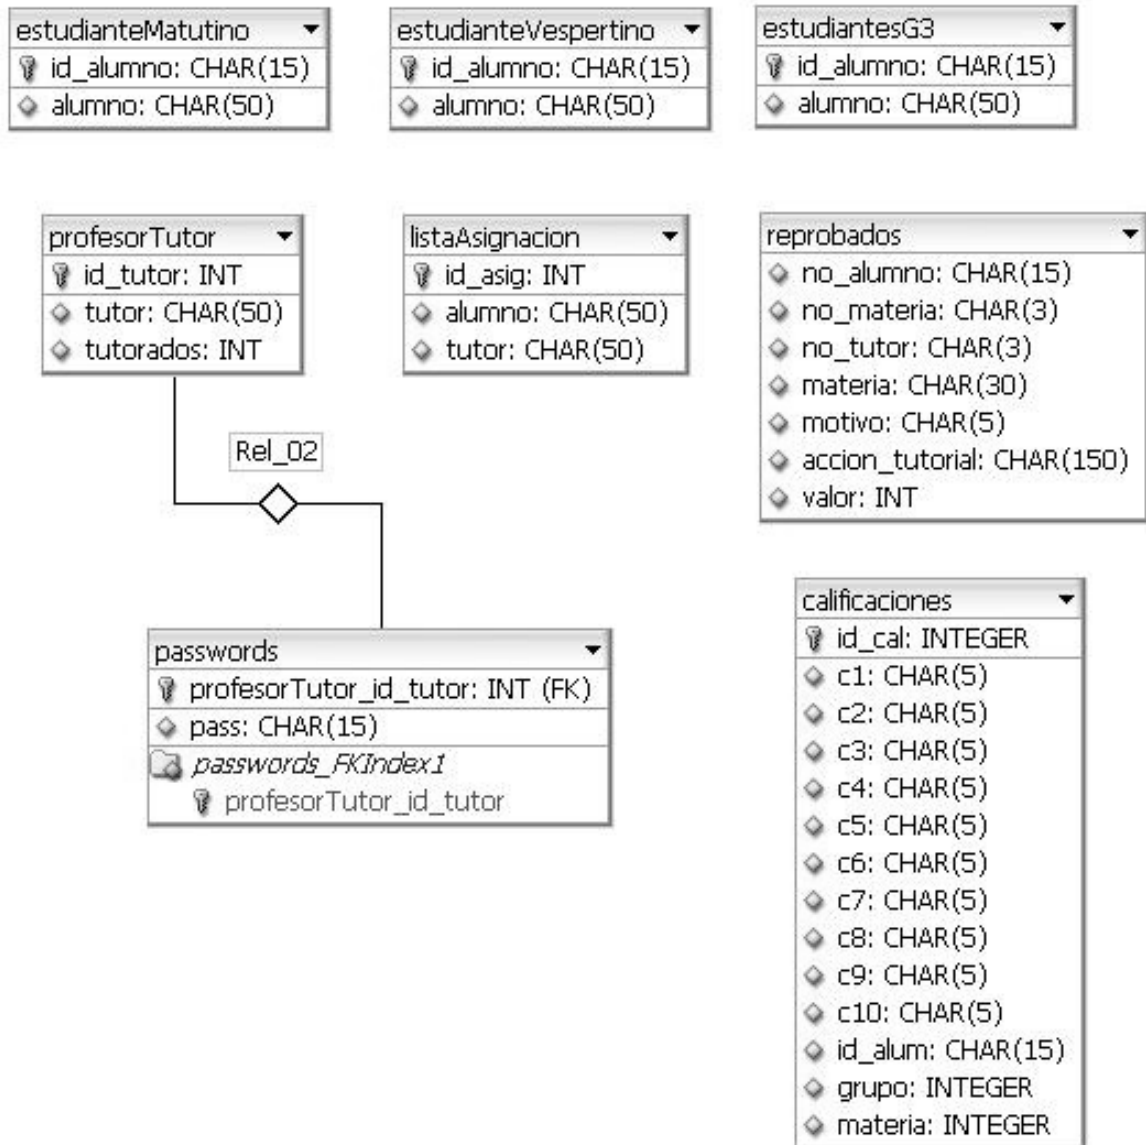 estudianteMatutino
id_alumno: CHAR(15)
alumno: CHAR(50)
estudianteVespertino
id_alumno: CHAR(15)
alumno: CHAR(50)
estudiantesG3
id_alumno: CHAR(15)
alumno: CHAR(50)
profesorTutor
id_tutor: INT
tutor: CHAR(50)
tutorados: INT
listaAsignacion
id_asig: INT
alumno: CHAR(50)
tutor: CHAR(50)
reprobados
no_alumno: CHAR(15)
no_materia: CHAR(3)
no_tutor: CHAR(3)
materia: CHAR(30)
motivo: CHAR(5)
accion_tutorial: CHAR(150)
valor: INT
Rel_02
passwords
profesorTutor_id_tutor: INT (FK)
pass: CHAR(15)
passwords_FKIndex1
profesorTutor_id_tutor
calificaciones
id_cal: INTEGER
c1: CHAR(5)
c2: CHAR(5)
c3: CHAR(5)
c4: CHAR(5)
c5: CHAR(5)
c6: CHAR(5)
c7: CHAR(5)
c8: CHAR(5)
c9: CHAR(5)
c10: CHAR(5)
id_alum: CHAR(15)
grupo: INTEGER
materia: INTEGER